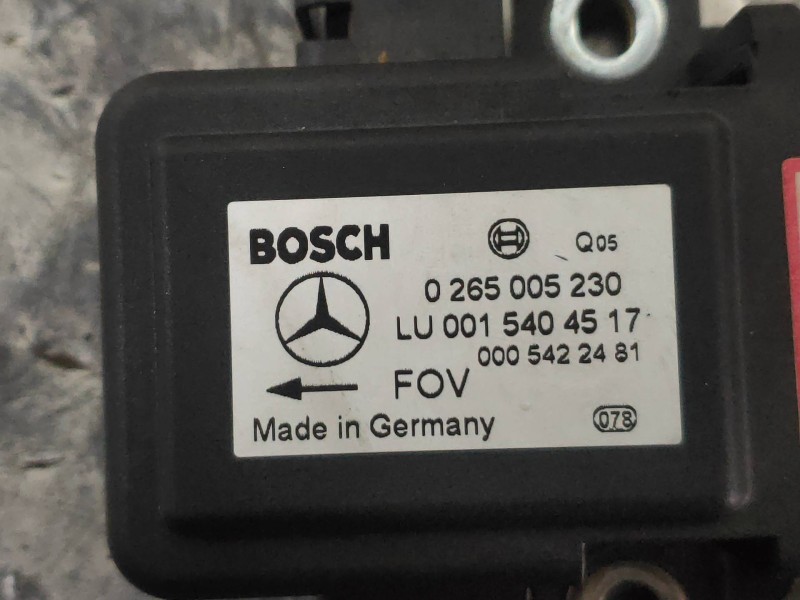 BOSCH Q05
0 265 005 230
LU 001 540 45 17
000 542 24 81
FOV
Made in Germany 078